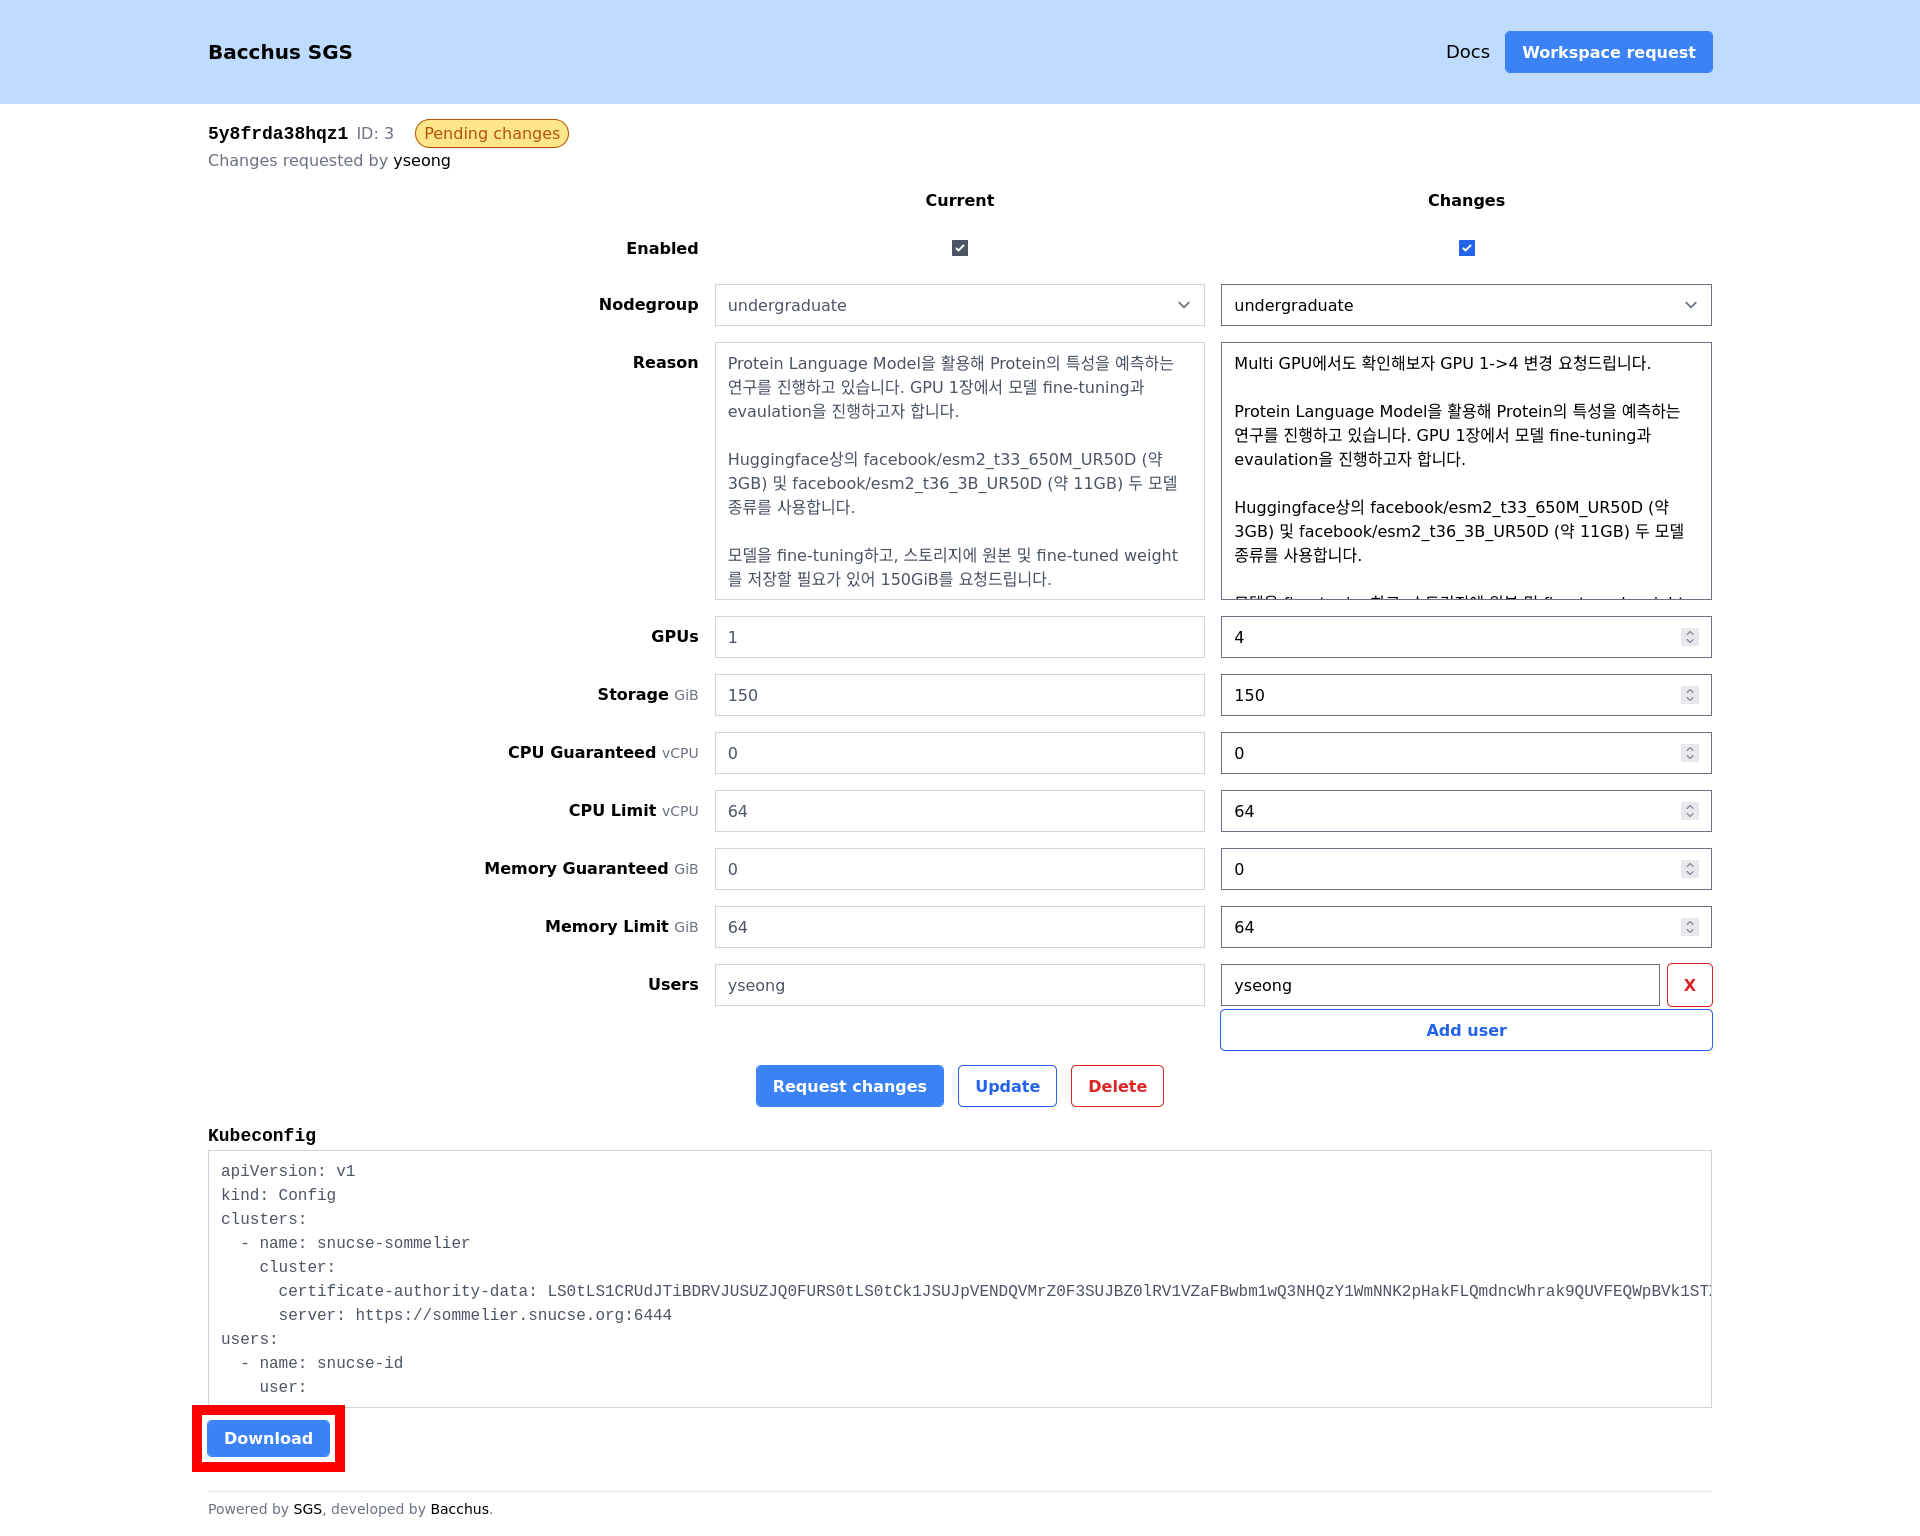 Bacchus SGS
Docs
Workspace request
5y8frda38hqz1 ID: 3 Pending changes
Changes requested by yseong
Current Changes
Enabled
Nodegroup undergraduate undergraduate
Reason
Protein Language Model을 활용해 Protein의 특성을 예측하는
연구를 진행하고 있습니다. GPU 1장에서 모델 fine-tuning과
evaulation을 진행하고자 합니다.
Huggingface상의 facebook/esm2_t33_650M_UR50D (약
3GB) 및 facebook/esm2_t36_3B_UR50D (약 11GB) 두 모델
종류를 사용합니다.
모델을 fine-tuning하고, 스토리지에 원본 및 fine-tuned weight
를 저장할 필요가 있어 150GiB를 요청드립니다.
Multi GPU에서도 확인해보자 GPU 1->4 변경 요청드립니다.
Protein Language Model을 활용해 Protein의 특성을 예측하는
연구를 진행하고 있습니다. GPU 1장에서 모델 fine-tuning과
evaulation을 진행하고자 합니다.
Huggingface상의 facebook/esm2_t33_650M_UR50D (약
3GB) 및 facebook/esm2_t36_3B_UR50D (약 11GB) 두 모델
종류를 사용합니다.
GPUs 1 4
Storage GiB 150 150
CPU Guaranteed vCPU 0 0
CPU Limit vCPU 64 64
Memory Guaranteed GiB 0 0
Memory Limit GiB 64 64
Users yseong yseong X
Add user
Request changes Update Delete
Kubeconfig
apiVersion: v1
kind: Config
clusters:
- name: snucse-sommelier
cluster:
certificate-authority-data: LS0tLS1CRUdJTiBDRVJUSUZJQ0FURS0tLS0tCk1JSUJpVENDQVMrZ0F3SUJBZ0lRV1VZaFBwbm1wQ3NHQzY1WmNNK2pHakFLQmdncWhrak9QUVFEQWpBVk1ST
server: https://sommelier.snucse.org:6444
users:
- name: snucse-id
user:
Download
Powered by SGS, developed by Bacchus.